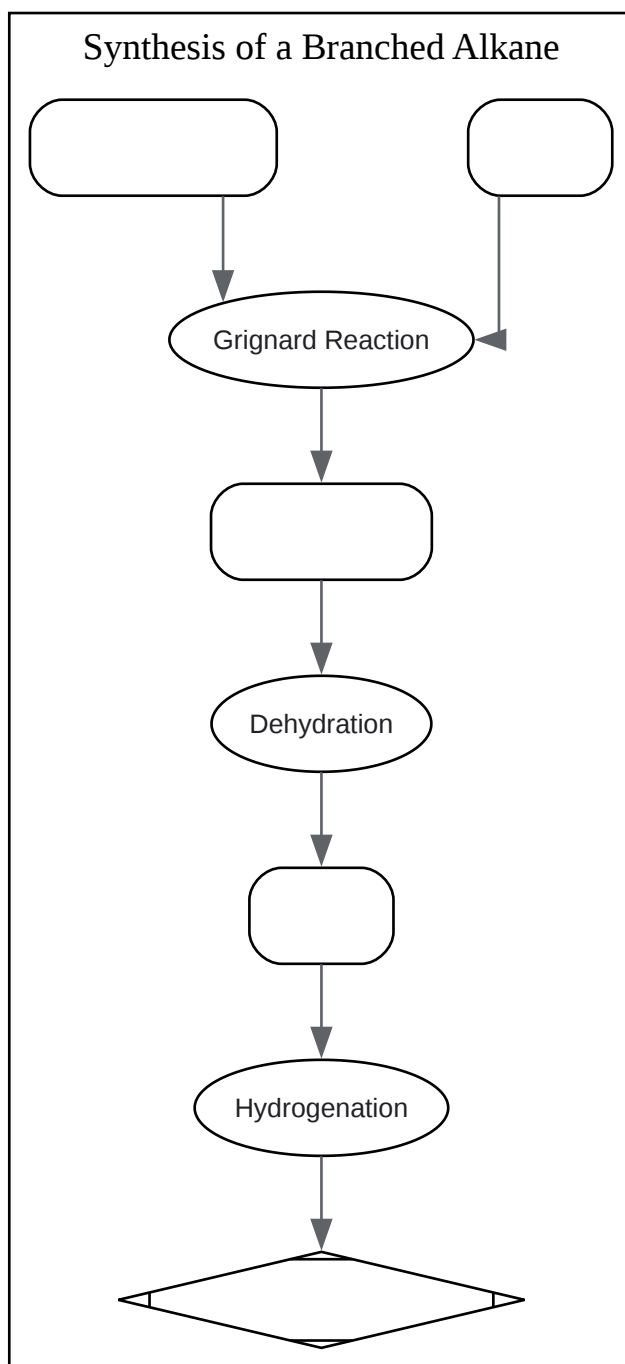 Synthesis of a Branched Alkane
Grignard Reaction
Dehydration
Hydrogenation